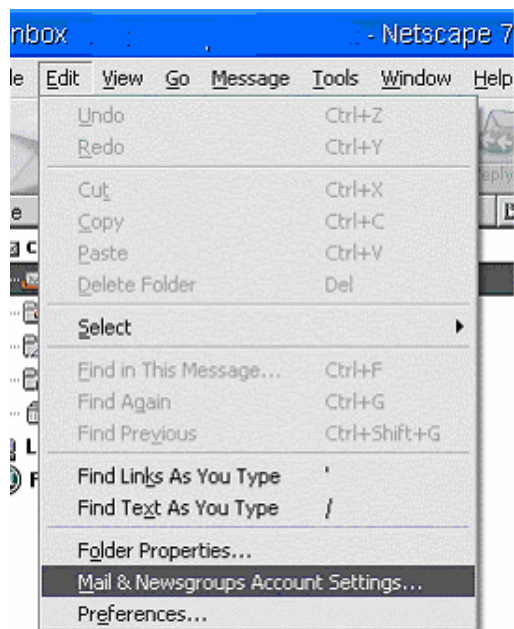 nbox - Netscape 7
le Edit View Go Message Tools Window Help
Undo Ctrl+Z
Redo Ctrl+Y
eply
Cut Ctrl+X
Copy Ctrl+C
e
Paste Ctrl+V
C
Delete Folder Del
Select
Find in This Message... Ctrl+F
Find Again Ctrl+G
Find Previous Ctrl+Shift+G
L
Find Links As You Type '
F
Find Text As You Type /
Folder Properties...
Mail & Newsgroups Account Settings...
Preferences...